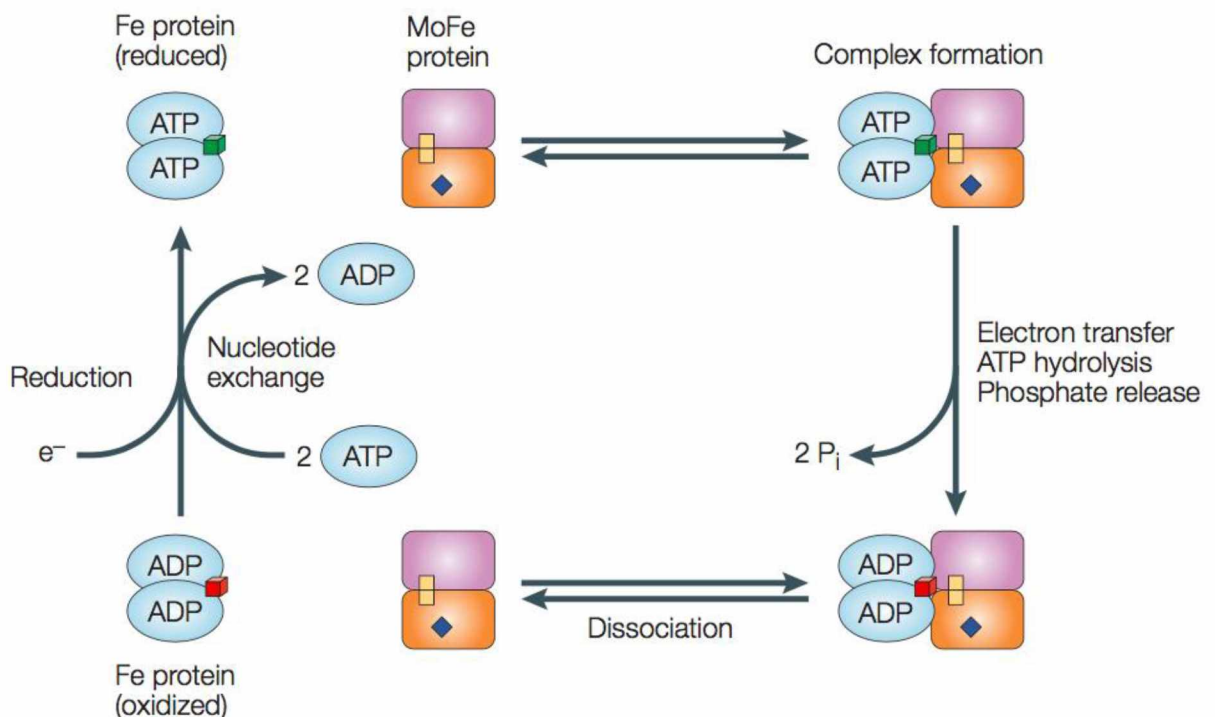 Fe protein
(reduced)
MoFe
protein
Complex formation
ATP
ATP
ATP
ATP
2 ADP
Nucleotide
exchange
Reduction
e–
2 ATP
Electron transfer
ATP hydrolysis
Phosphate release
2 Pi
ADP
ADP
ADP
ADP
Dissociation
Fe protein
(oxidized)